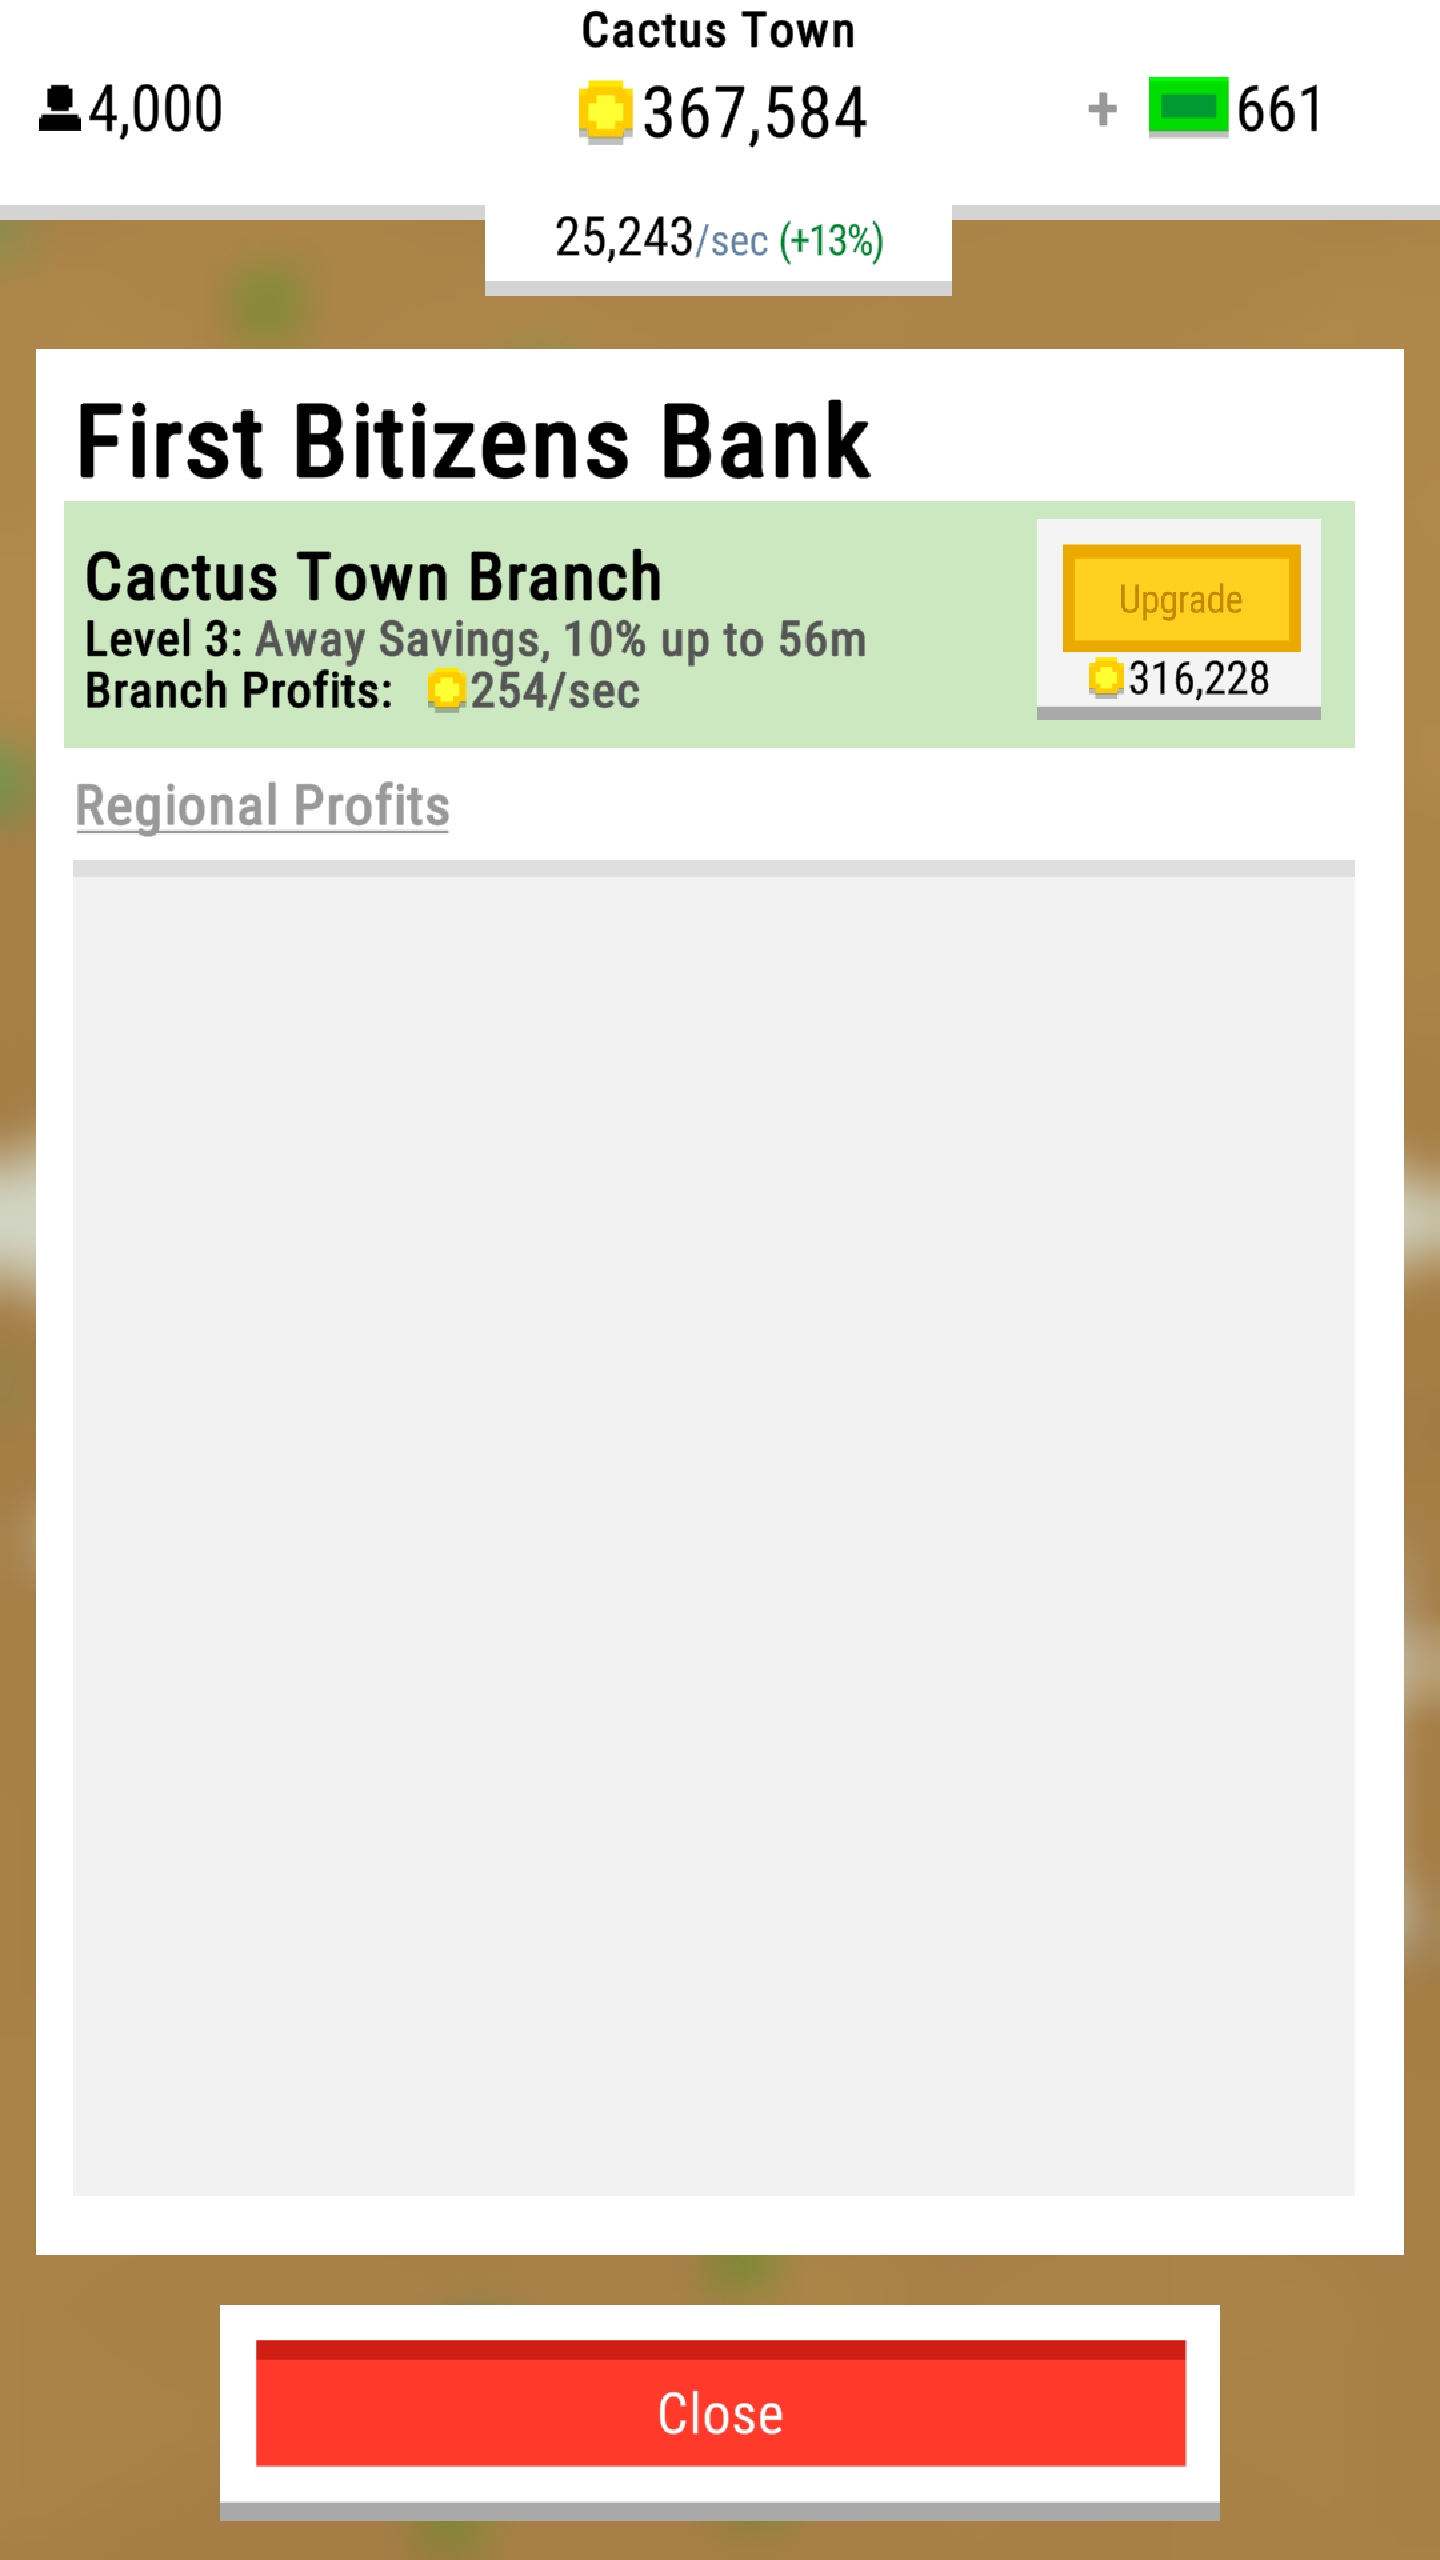 Cactus Town
4,000
367,584
+ 661
25,243/sec (+13%)
First Bitizens Bank
Cactus Town Branch
Level 3: Away Savings, 10% up to 56m
Branch Profits: 254/sec
Upgrade
316,228
Regional Profits
Close